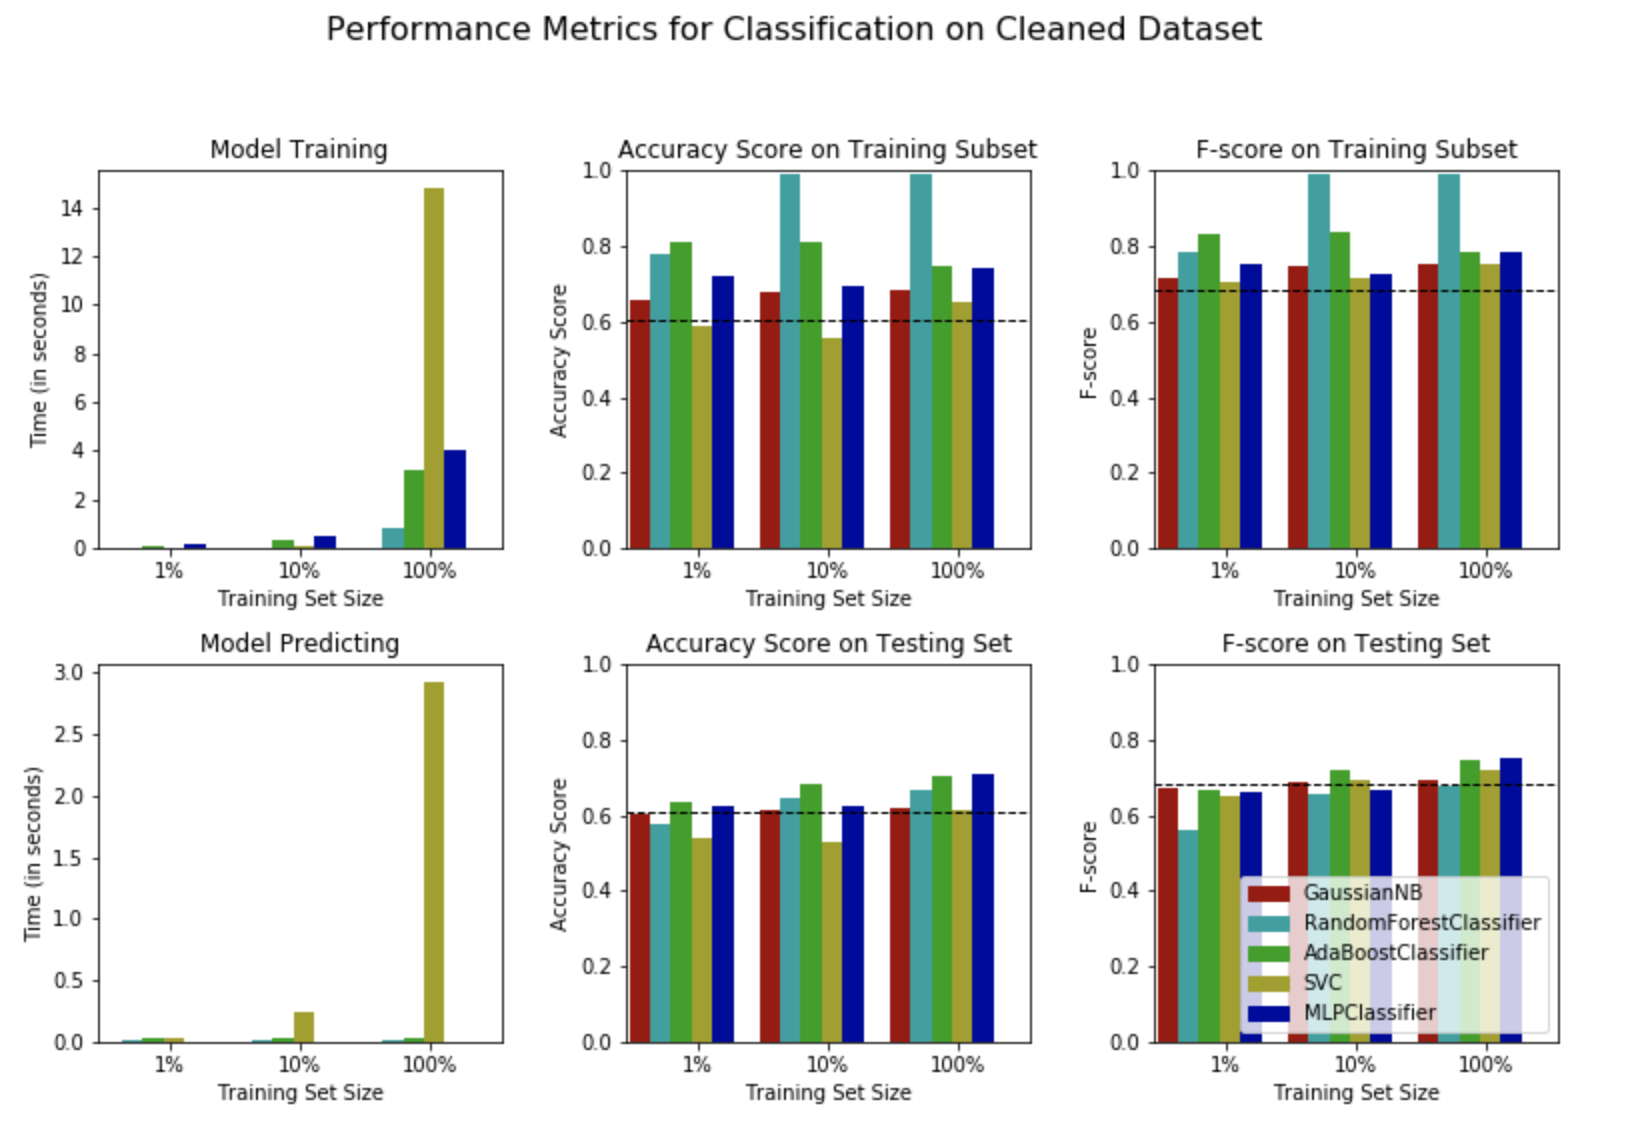 Performance Metrics for Classification on Cleaned Dataset
Model Training
14
12
10
8
6
4
2
0
Time (in seconds)
1% 10% 100%
Training Set Size
Accuracy Score on Training Subset
1.0
0.8
0.6
0.4
0.2
0.0
Accuracy Score
1% 10% 100%
Training Set Size
F-score on Training Subset
1.0
0.8
0.6
0.4
0.2
0.0
F-score
1% 10% 100%
Training Set Size
Model Predicting
3.0
2.5
2.0
1.5
1.0
0.5
0.0
Time (in seconds)
1% 10% 100%
Training Set Size
Accuracy Score on Testing Set
1.0
0.8
0.6
0.4
0.2
0.0
Accuracy Score
1% 10% 100%
Training Set Size
F-score on Testing Set
1.0
0.8
0.6
0.4
0.2
0.0
F-score
GaussianNB
RandomForestClassifier
AdaBoostClassifier
SVC
MLPClassifier
1% 10% 100%
Training Set Size